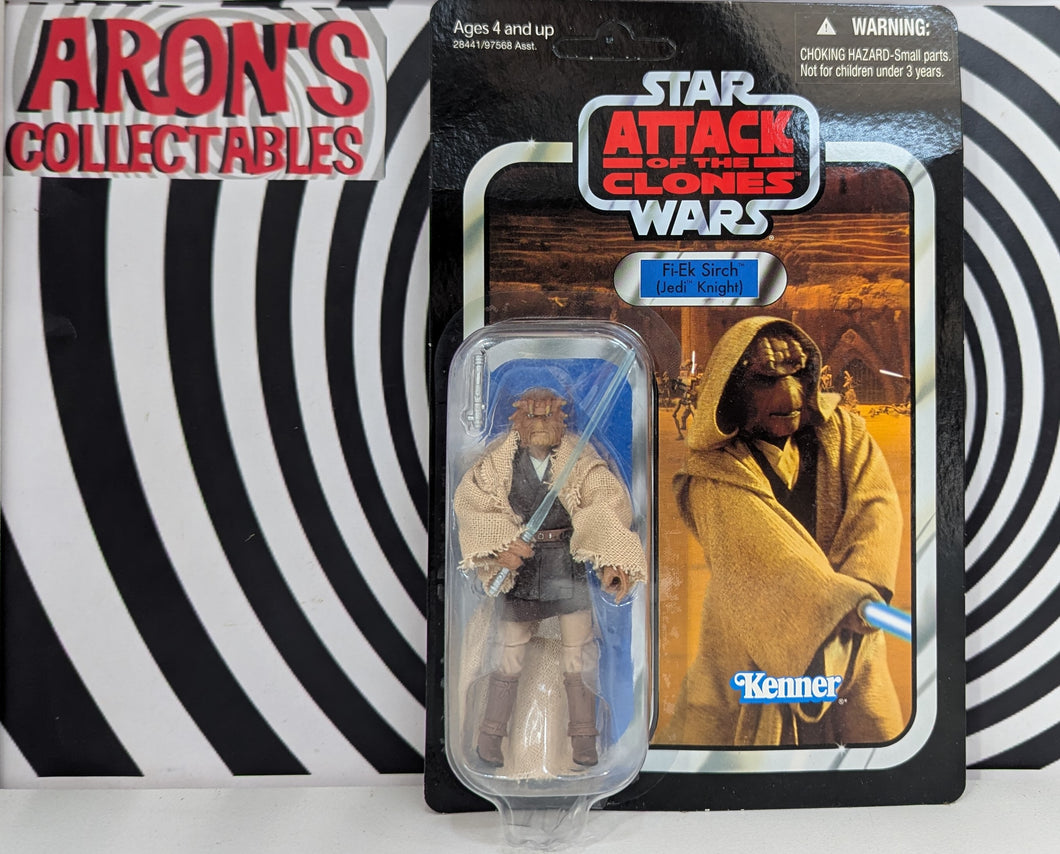 ARON'S
COLLECTABLES
Ages 4 and up
28441/97568 Asst.
WARNING:
CHOKING HAZARD-Small parts.
Not for children under 3 years.
STAR
ATTACK
OF THE
CLONES™
WARS®
Fi-Ek Sirch™
(Jedi™ Knight)
Kenner®*